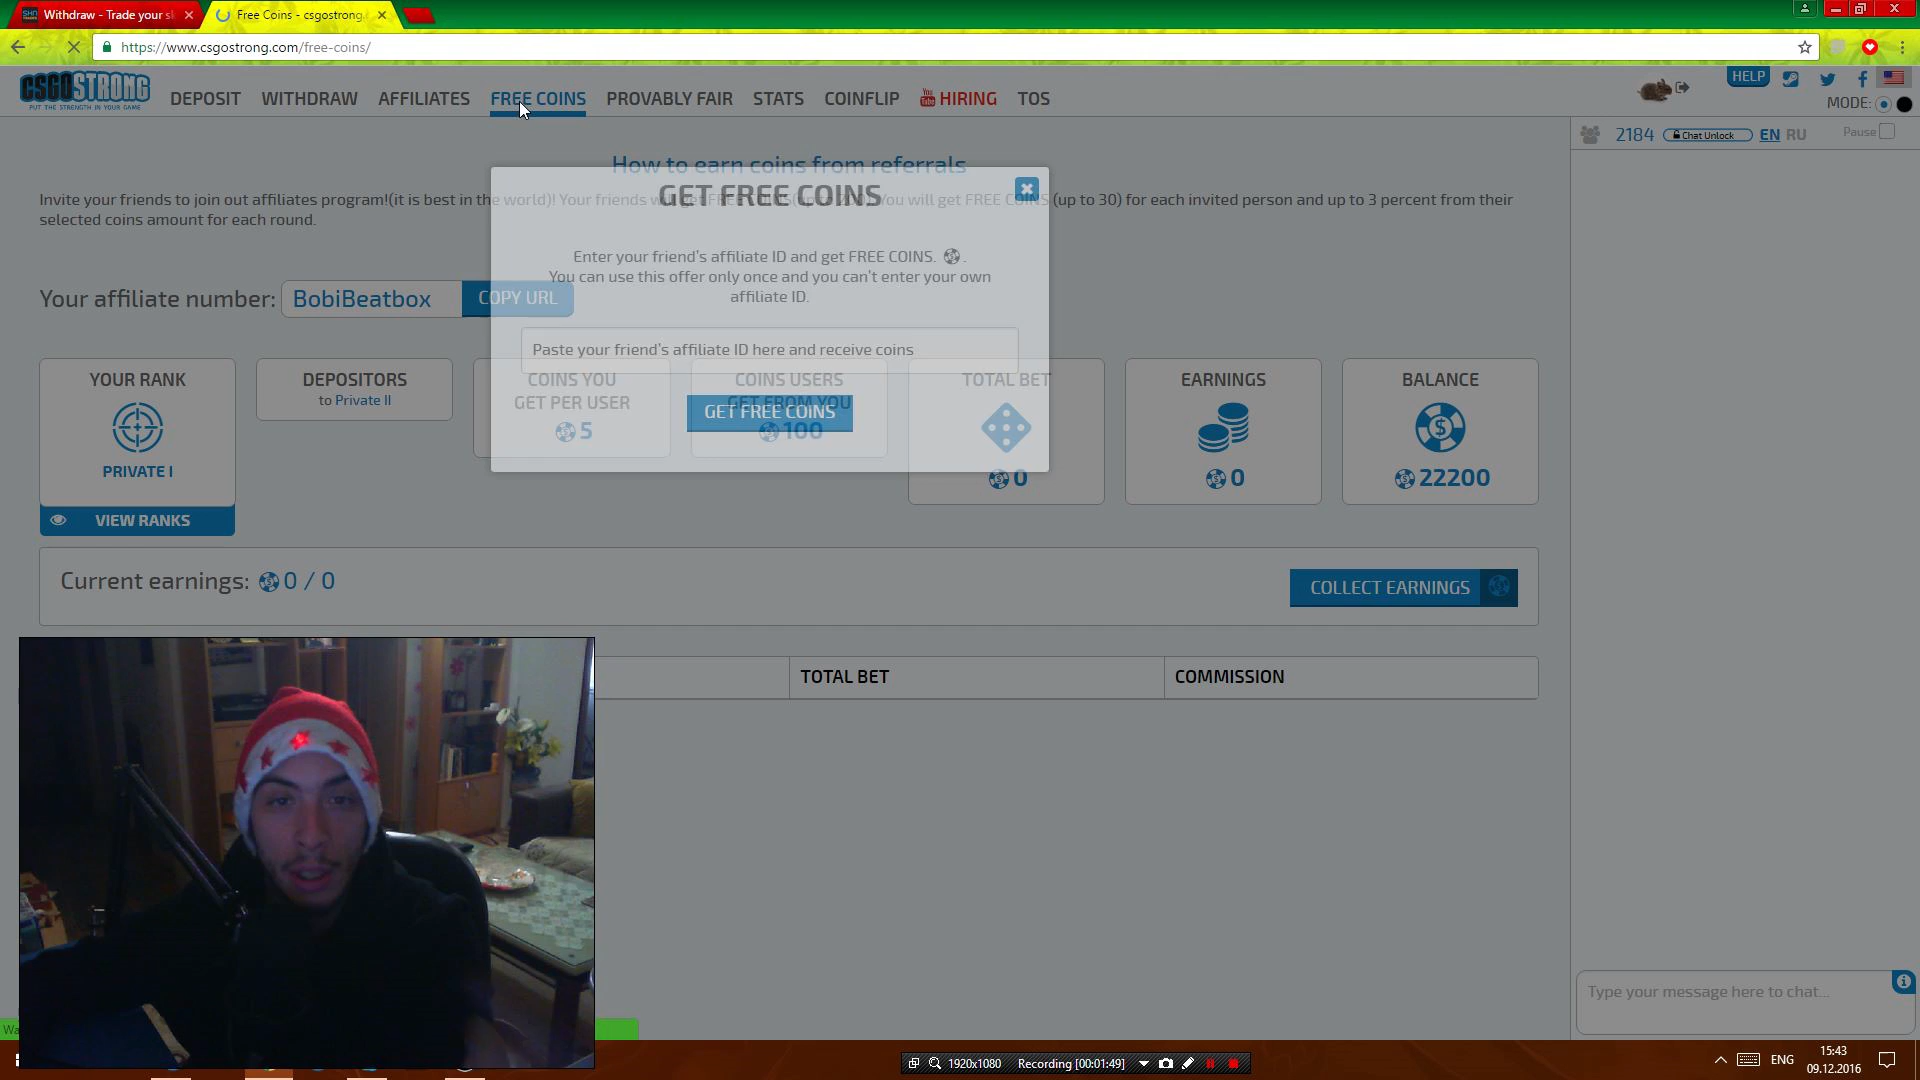 Withdraw - Trade your sk
Free Coins - csgostrong.
https://www.csgostrong.com/free-coins/
CSGOSTRONG
PUT THE STRENGTH IN YOUR GAME
DEPOSIT WITHDRAW AFFILIATES FREE COINS PROVABLY FAIR STATS COINFLIP You Tube HIRING TOS
HELP
MODE:
2184 Chat Unlock EN RU Pause
How to earn coins from referrals
Invite your friends to join out affiliates program!(it is best in the world)! Your friends will get FREE COINS You will get FREE COINS (up to 30) for each invited person and up to 3 percent from their
selected coins amount for each round.
GET FREE COINS
Enter your friend's affiliate ID and get FREE COINS. .
You can use this offer only once and you can't enter your own
affiliate ID.
Paste your friend's affiliate ID here and receive coins
GET FREE COINS
Your affiliate number: BobiBeatbox COPY URL
YOUR RANK
PRIVATE I
VIEW RANKS
DEPOSITORS
to Private II
COINS YOU
GET PER USER
5
COINS USERS
GET FROM YOU
100
TOTAL BET
0
EARNINGS
0
BALANCE
22200
Current earnings: 0 / 0
COLLECT EARNINGS
TOTAL BET COMMISSION
Type your message here to chat...
Wa
1920x1080 Recording [00:01:49]
ENG
15:43
09.12.2016